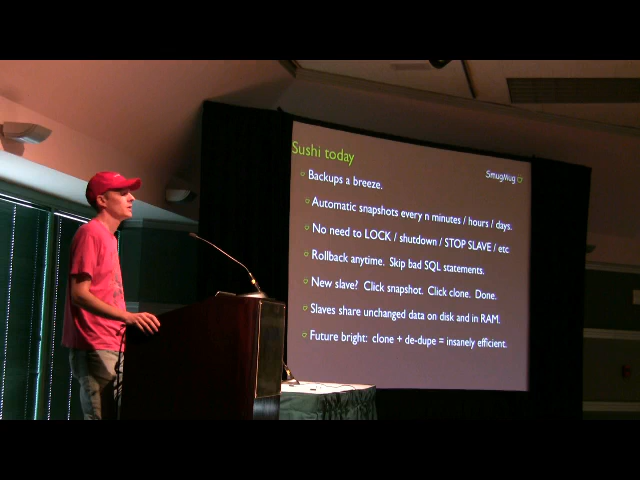 Sushi today
SmugMug
Backups a breeze.
Automatic snapshots every n minutes / hours / days.
No need to LOCK / shutdown / STOP SLAVE / etc
Rollback anytime. Skip bad SQL statements.
New slave? Click snapshot. Click clone. Done.
Slaves share unchanged data on disk and in RAM.
Future bright: clone + de-dupe = insanely efficient.